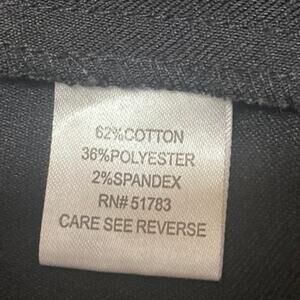 62%COTTON
36%POLYESTER
2%SPANDEX
RN# 51783
CARE SEE REVERSE